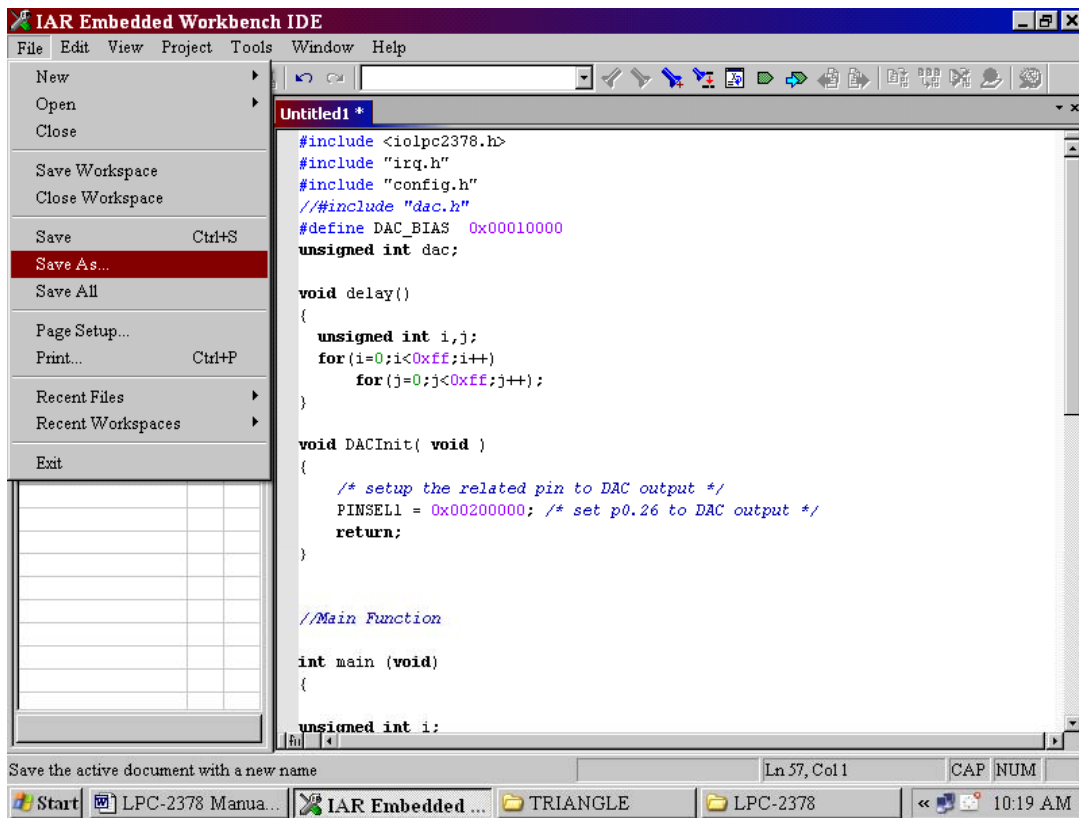 IAR Embedded Workbench IDE
File Edit View Project Tools Window Help
New
Open
Close
Save Workspace
Close Workspace
Save Ctrl+S
Save As...
Save All
Page Setup...
Print... Ctrl+P
Recent Files
Recent Workspaces
Exit
Untitled1 *
#include <iolpc2378.h>
#include "irq.h"
#include "config.h"
//#include "dac.h"
#define DAC_BIAS 0x00010000
unsigned int dac;
void delay()
{
unsigned int i,j;
for(i=0;i<0xff;i++)
for(j=0;j<0xff;j++);
}
void DACInit( void )
{
/* setup the related pin to DAC output */
PINSEL1 = 0x00200000; /* set p0.26 to DAC output */
return;
}
//Main Function
int main (void)
{
unsigned int i;
Save the active document with a new name
Ln 57, Col 1
CAP NUM
Start
LPC-2378 Manua...
IAR Embedded ...
TRIANGLE
LPC-2378
10:19 AM